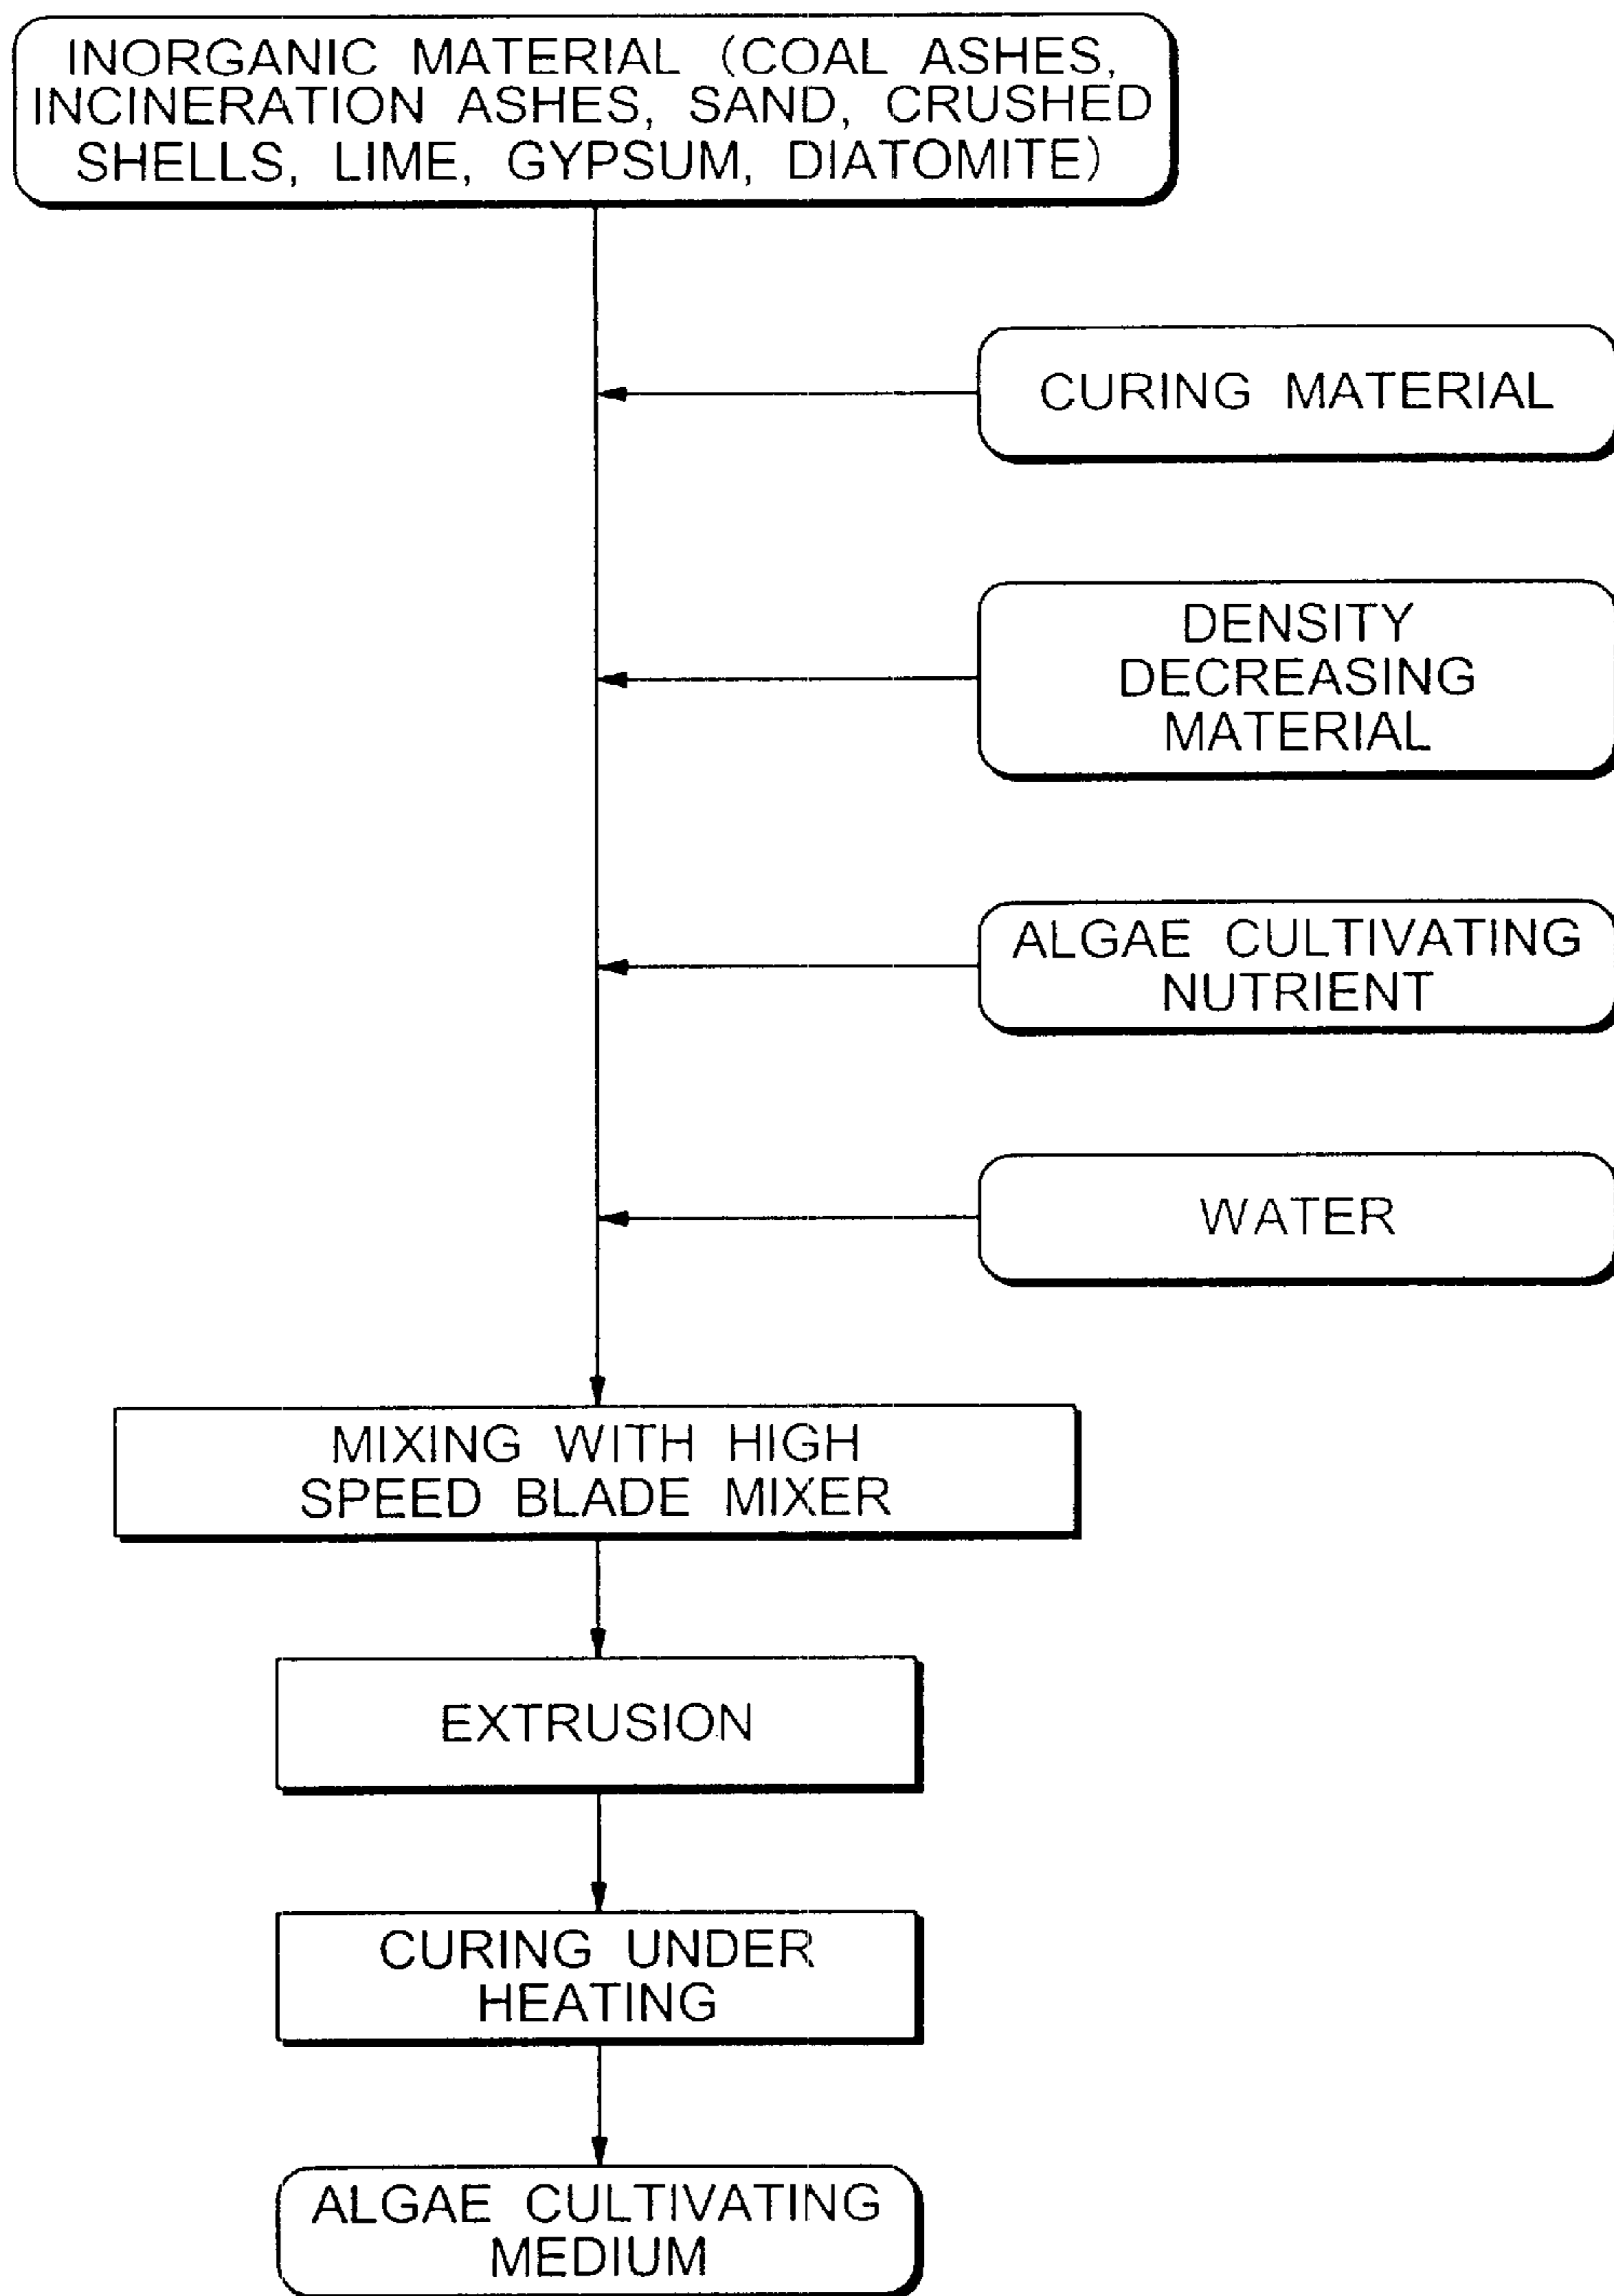 INORGANIC MATERIAL (COAL ASHES,
INCINERATION ASHES, SAND, CRUSHED
SHELLS, LIME, GYPSUM, DIATOMITE)
CURING MATERIAL
DENSITY
DECREASING
MATERIAL
ALGAE CULTIVATING
NUTRIENT
WATER
MIXING WITH HIGH
SPEED BLADE MIXER
EXTRUSION
CURING UNDER
HEATING
ALGAE CULTIVATING
MEDIUM